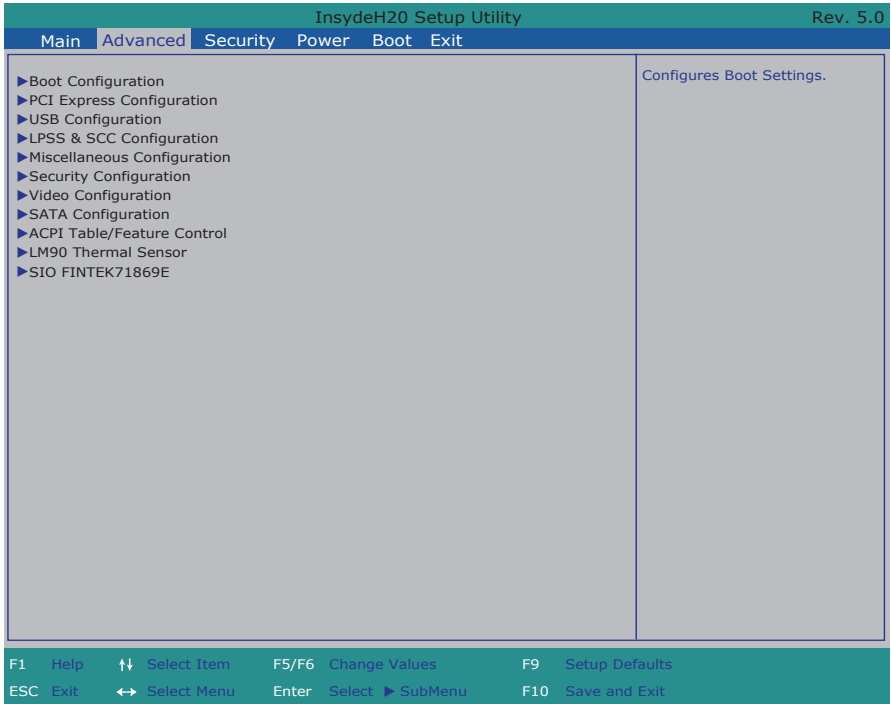 InsydeH20 Setup Utility Rev. 5.0
Main Advanced Security Power Boot Exit
▶Boot Configuration
▶PCI Express Configuration
▶USB Configuration
▶LPSS & SCC Configuration
▶Miscellaneous Configuration
▶Security Configuration
▶Video Configuration
▶SATA Configuration
▶ACPI Table/Feature Control
▶LM90 Thermal Sensor
▶SIO FINTEK71869E
Configures Boot Settings.
F1 Help ↑↓ Select Item F5/F6 Change Values F9 Setup Defaults
ESC Exit ↔ Select Menu Enter Select ▶ SubMenu F10 Save and Exit